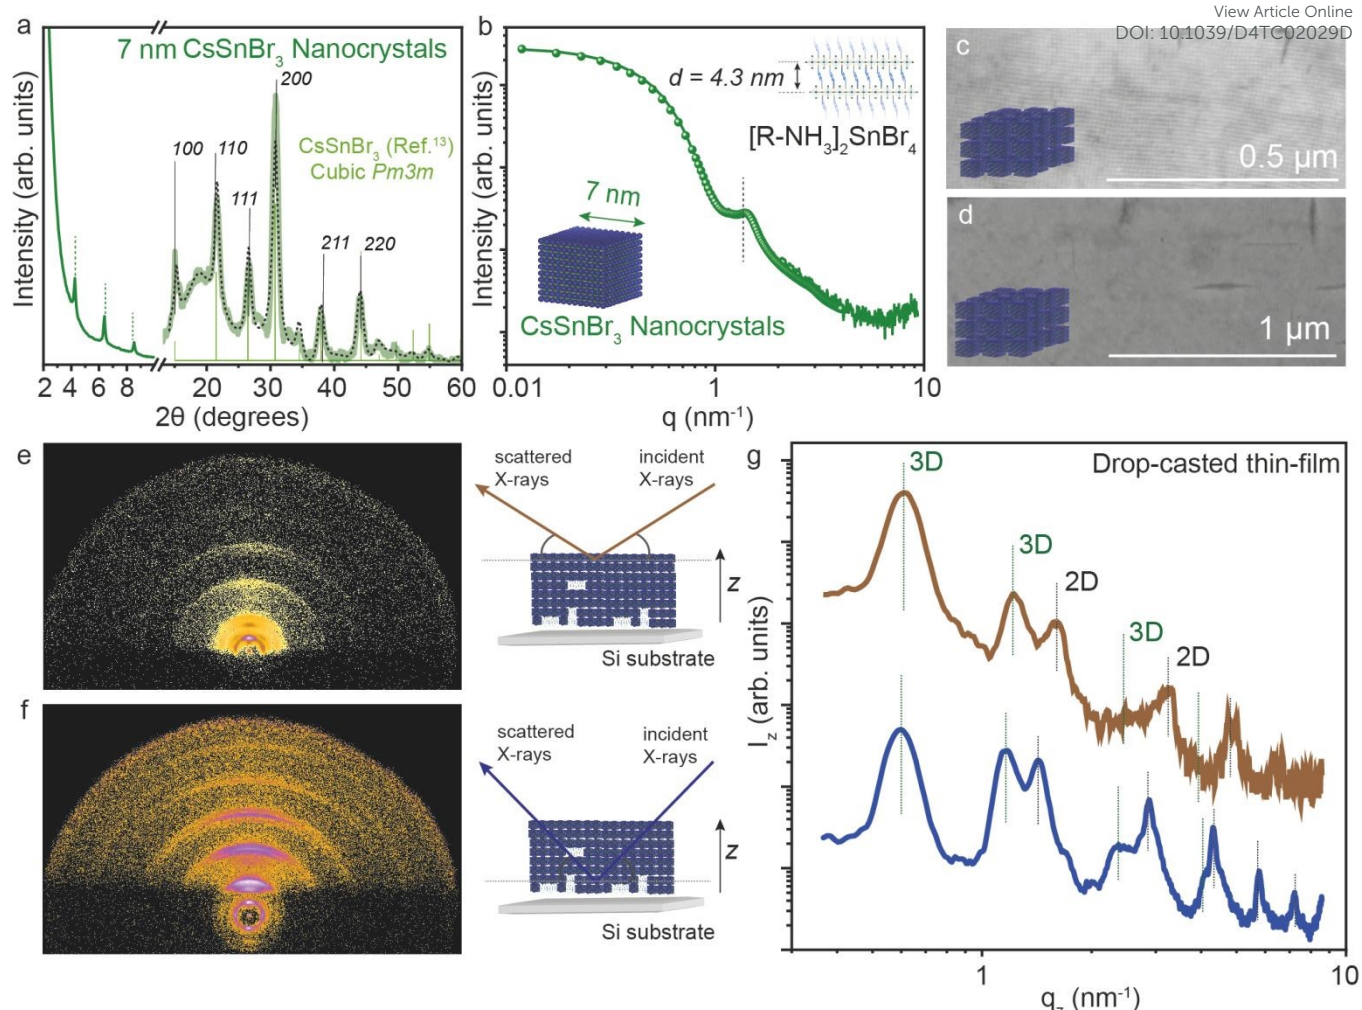 View Article Online
DOI: 10.1039/D4TC02029D
a
7 nm CsSnBr₃ Nanocrystals
200
100
110
111
211
220
CsSnBr₃ (Ref.¹³)
Cubic Pm3m
Intensity (arb. units)
2 4 6 8 20 30 40 50 60
2θ (degrees)
b
d = 4.3 nm
[R-NH₃]₂SnBr₄
7 nm
CsSnBr₃ Nanocrystals
Intensity (arb. units)
0.01 1 10
q (nm⁻¹)
c
0.5 μm
d
1 μm
e
scattered
X-rays
incident
X-rays
z
Si substrate
f
scattered
X-rays
incident
X-rays
z
Si substrate
g
Drop-casted thin-film
3D
3D
2D
3D
2D
I_z (arb. units)
1 10
q_z (nm⁻¹)